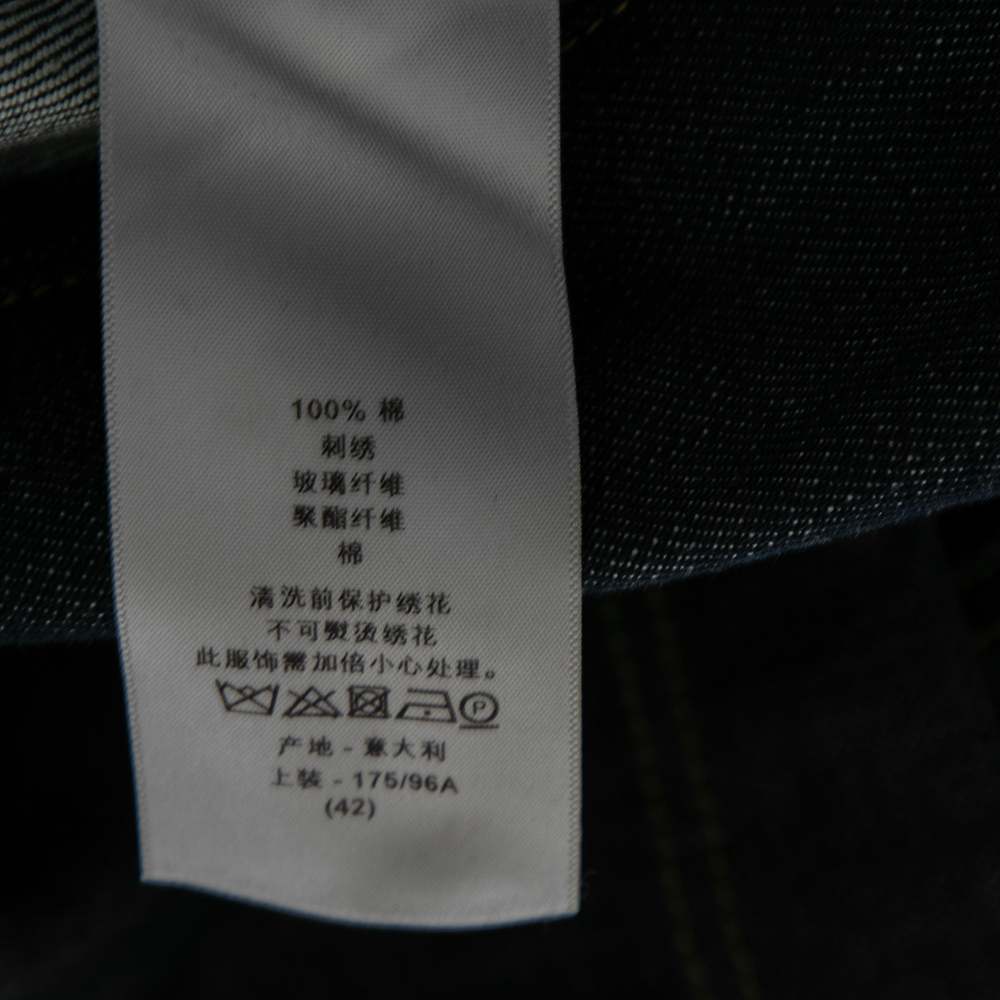 100% 棉
刺绣
玻璃纤维
聚酯纤维
棉
清洗前保护绣花
不可熨烫绣花
此服饰需加倍小心处理。
P
产地 - 意大利
上装 - 175/96A
(42)